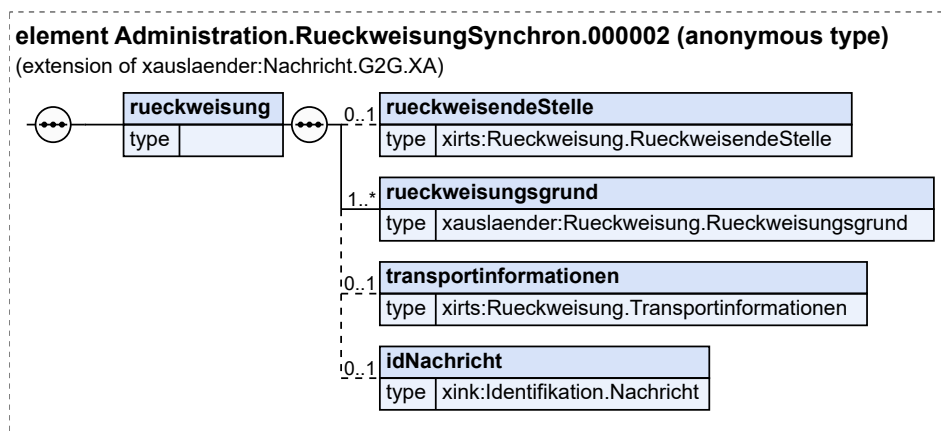 element Administration.RueckweisungSynchron.000002 (anonymous type)
(extension of xauslaender:Nachricht.G2G.XA)
rueckweisung
type
0..1
rueckweisendeStelle
type xirts:Rueckweisung.RueckweisendeStelle
1..*
rueckweisungsgrund
type xauslaender:Rueckweisung.Rueckweisungsgrund
0..1
transportinformationen
type xirts:Rueckweisung.Transportinformationen
0..1
idNachricht
type xink:Identifikation.Nachricht